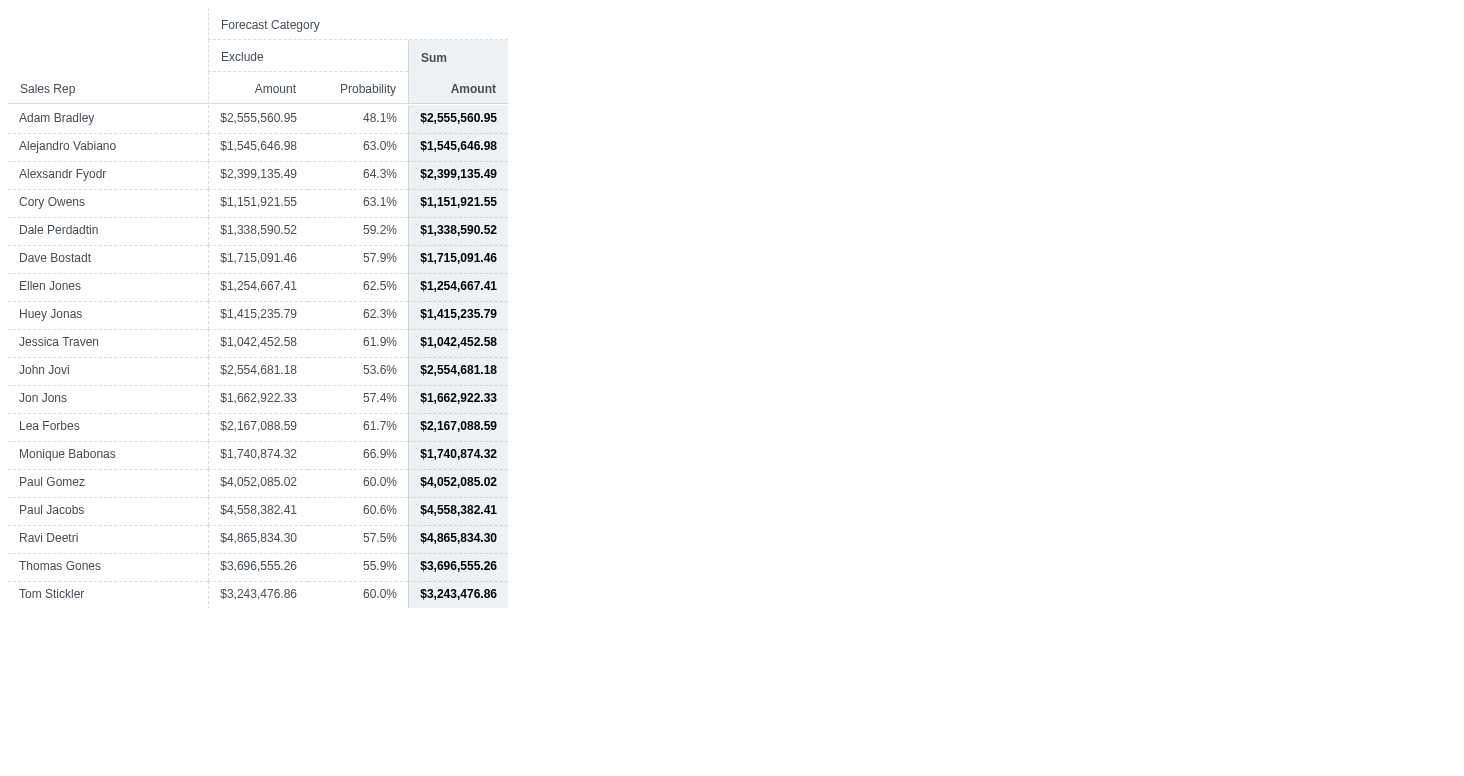 Forecast Category
Exclude Sum
Sales Rep Amount Probability Amount
Adam Bradley $2,555,560.95 48.1% $2,555,560.95
Alejandro Vabiano $1,545,646.98 63.0% $1,545,646.98
Alexsandr Fyodr $2,399,135.49 64.3% $2,399,135.49
Cory Owens $1,151,921.55 63.1% $1,151,921.55
Dale Perdadtin $1,338,590.52 59.2% $1,338,590.52
Dave Bostadt $1,715,091.46 57.9% $1,715,091.46
Ellen Jones $1,254,667.41 62.5% $1,254,667.41
Huey Jonas $1,415,235.79 62.3% $1,415,235.79
Jessica Traven $1,042,452.58 61.9% $1,042,452.58
John Jovi $2,554,681.18 53.6% $2,554,681.18
Jon Jons $1,662,922.33 57.4% $1,662,922.33
Lea Forbes $2,167,088.59 61.7% $2,167,088.59
Monique Babonas $1,740,874.32 66.9% $1,740,874.32
Paul Gomez $4,052,085.02 60.0% $4,052,085.02
Paul Jacobs $4,558,382.41 60.6% $4,558,382.41
Ravi Deetri $4,865,834.30 57.5% $4,865,834.30
Thomas Gones $3,696,555.26 55.9% $3,696,555.26
Tom Stickler $3,243,476.86 60.0% $3,243,476.86